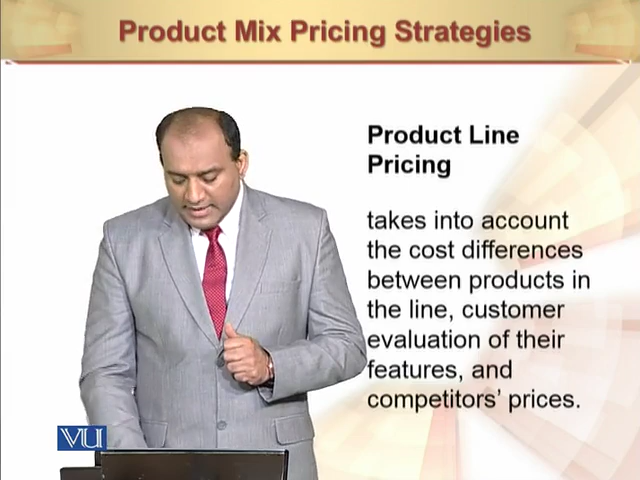 Product Mix Pricing Strategies
Product Line
Pricing
takes into account
the cost differences
between products in
the line, customer
evaluation of their
features, and
competitors' prices.
VU